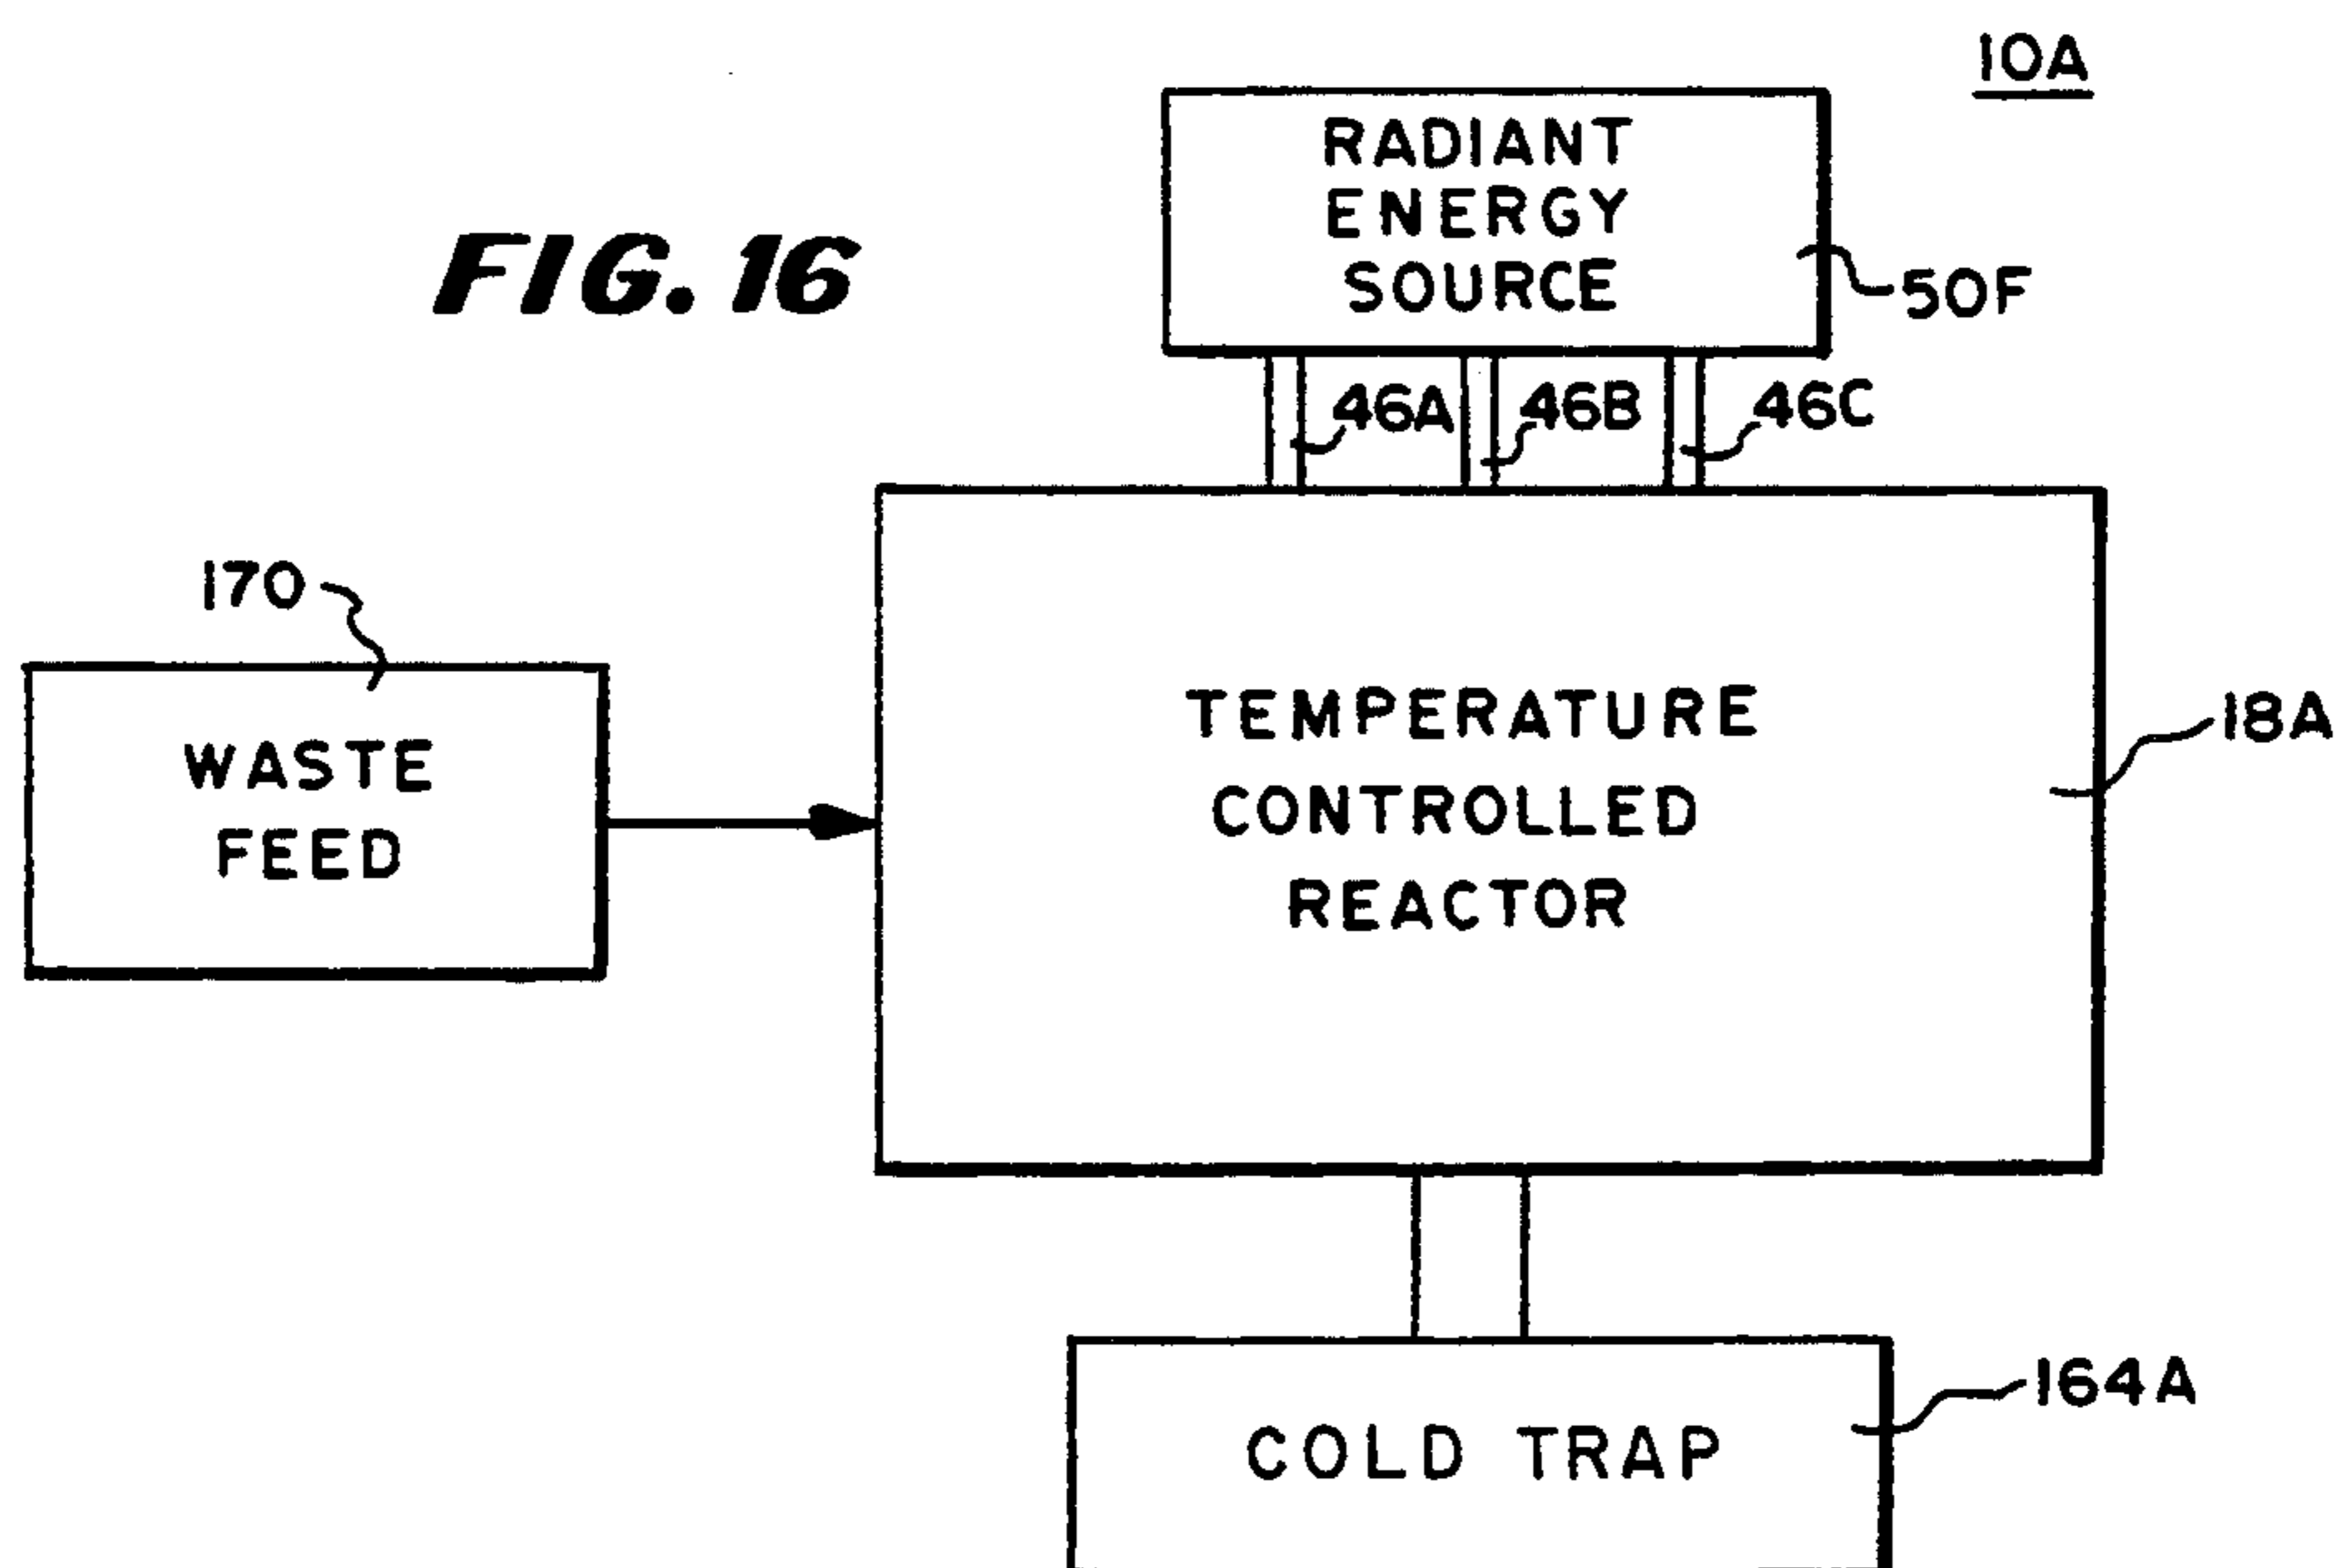 10A
RADIANT
ENERGY
SOURCE
FIG. 16
50F
46A
46B
46C
170
WASTE
FEED
TEMPERATURE
CONTROLLED
REACTOR
18A
164A
COLD TRAP